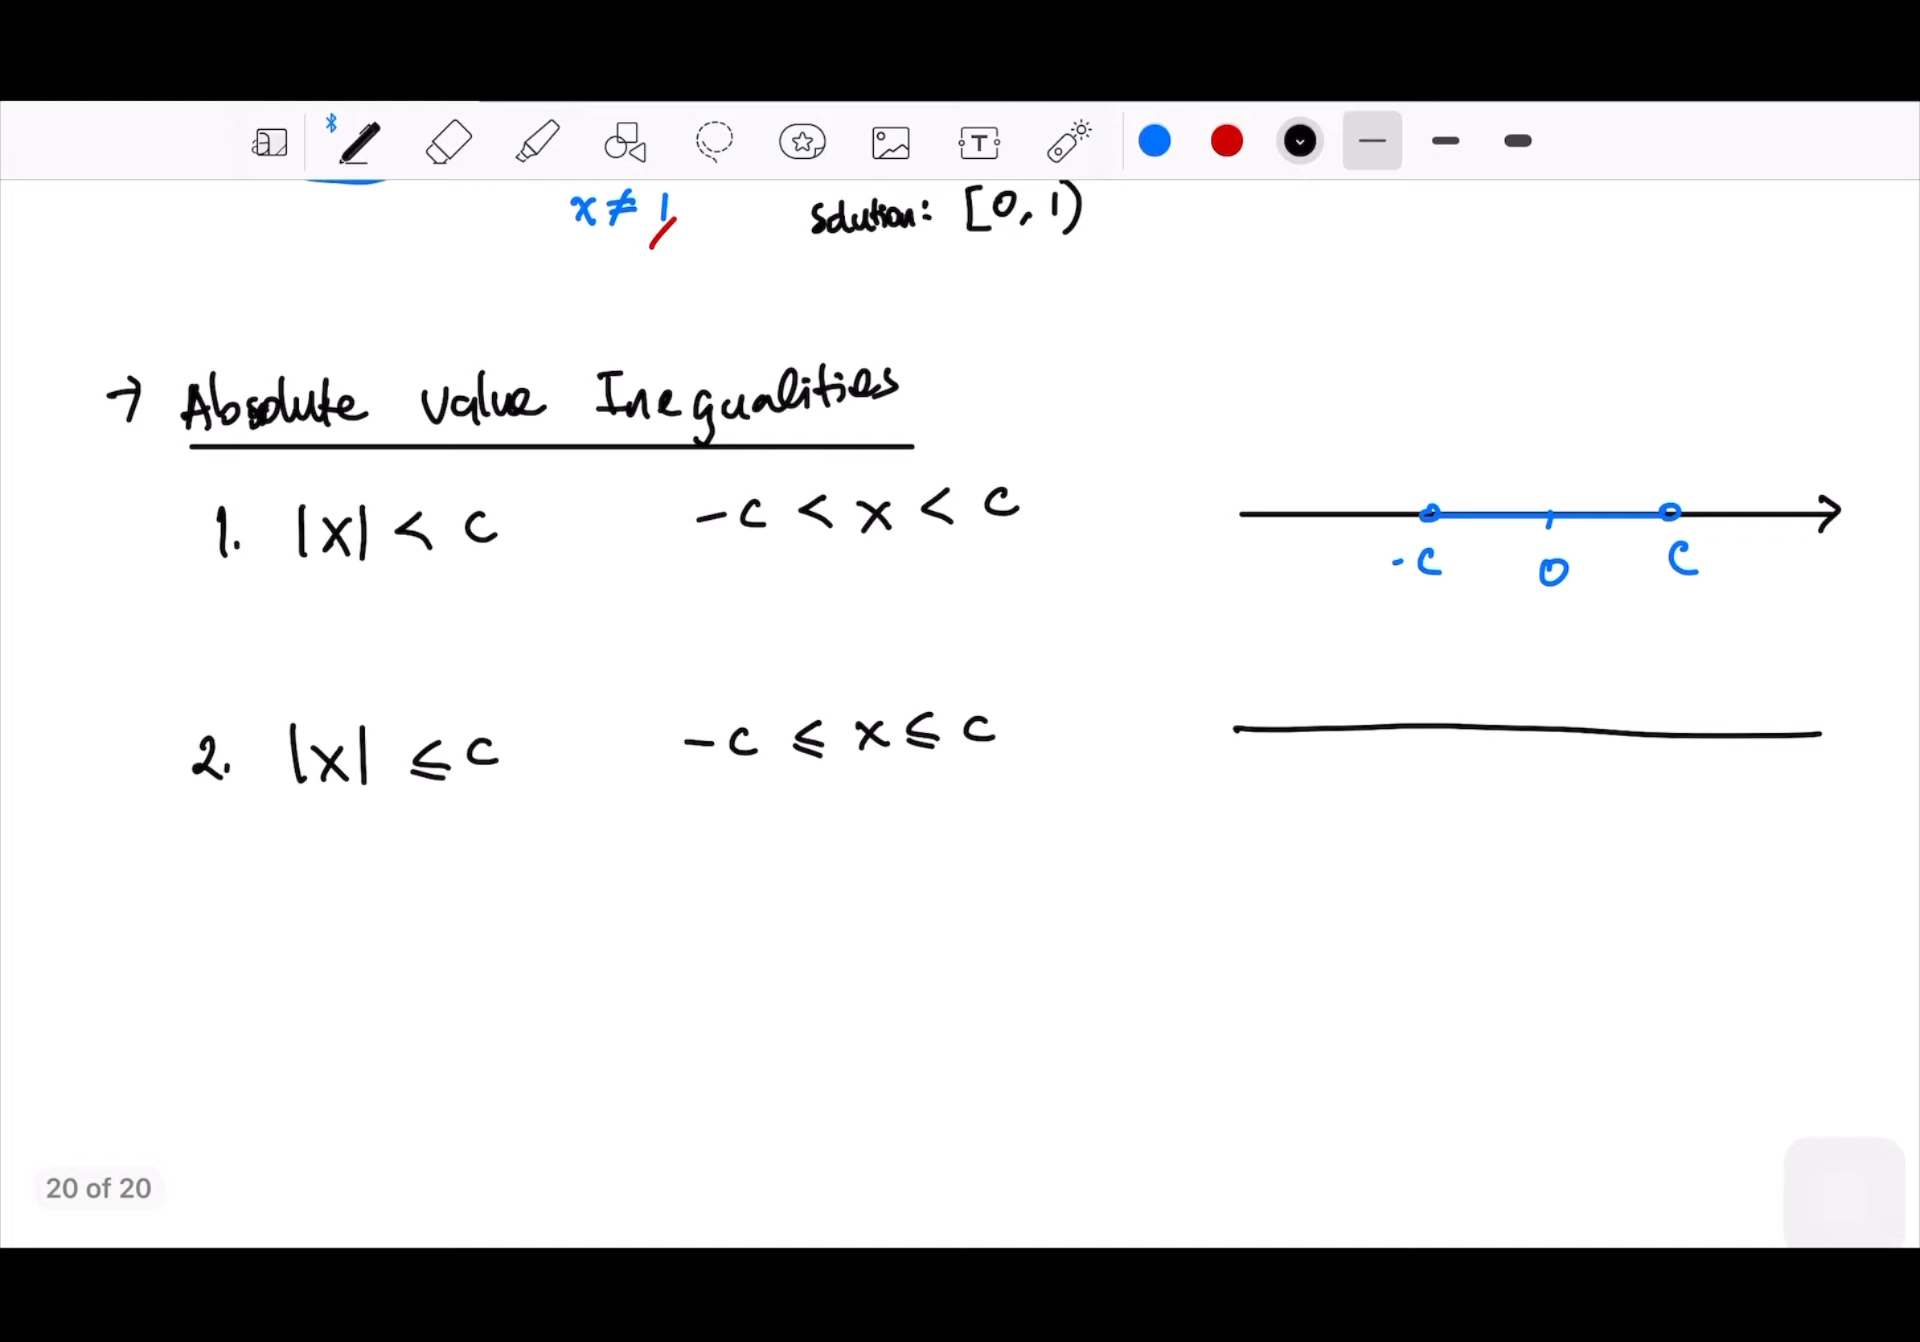 x ≠ 1 solution: [0, 1)
→ Absolute value Inequalities
1. |x| < c -c < x < c
-c 0 c
2. |x| ≤ c -c ≤ x ≤ c
20 of 20